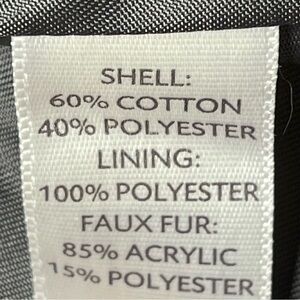 SHELL:
60% COTTON
40% POLYESTER
LINING:
100% POLYESTER
FAUX FUR:
85% ACRYLIC
15% POLYESTER